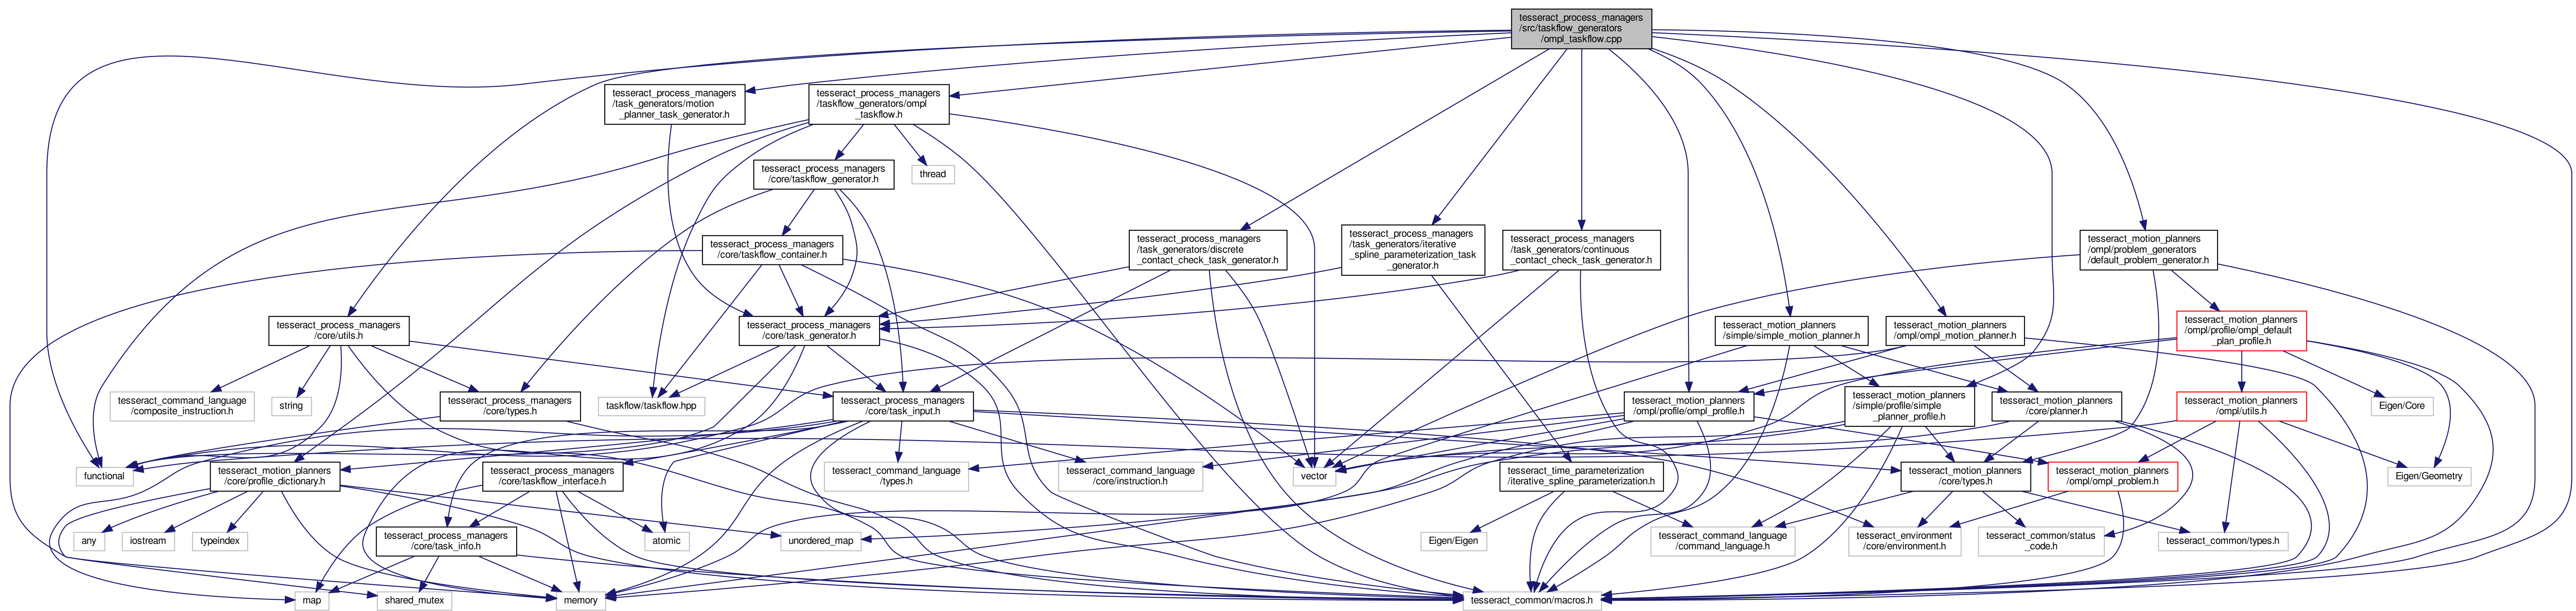 tesseract_process_managers
/src/taskflow_generators
/ompl_taskflow.cpp
tesseract_process_managers
/task_generators/motion
_planner_task_generator.h
tesseract_process_managers
/taskflow_generators/ompl
_taskflow.h
tesseract_process_managers
/core/taskflow_generator.h
thread
tesseract_process_managers
/core/taskflow_container.h
tesseract_process_managers
/task_generators/discrete
_contact_check_task_generator.h
tesseract_process_managers
/task_generators/iterative
_spline_parameterization_task
_generator.h
tesseract_process_managers
/task_generators/continuous
_contact_check_task_generator.h
tesseract_motion_planners
/ompl/problem_generators
/default_problem_generator.h
tesseract_process_managers
/core/utils.h
tesseract_process_managers
/core/task_generator.h
tesseract_motion_planners
/simple/simple_motion_planner.h
tesseract_motion_planners
/ompl/ompl_motion_planner.h
tesseract_motion_planners
/ompl/profile/ompl_default
_plan_profile.h
tesseract_command_language
/composite_instruction.h
string
tesseract_process_managers
/core/types.h
taskflow/taskflow.hpp
tesseract_process_managers
/core/task_input.h
tesseract_motion_planners
/ompl/profile/ompl_profile.h
tesseract_motion_planners
/simple/profile/simple
_planner_profile.h
tesseract_motion_planners
/core/planner.h
tesseract_motion_planners
/ompl/utils.h
Eigen/Core
functional
tesseract_motion_planners
/core/profile_dictionary.h
tesseract_process_managers
/core/taskflow_interface.h
tesseract_command_language
/types.h
tesseract_command_language
/core/instruction.h
vector
tesseract_time_parameterization
/iterative_spline_parameterization.h
tesseract_motion_planners
/core/types.h
tesseract_motion_planners
/ompl/ompl_problem.h
Eigen/Geometry
any
iostream
typeindex
tesseract_process_managers
/core/task_info.h
atomic
unordered_map
Eigen/Eigen
tesseract_command_language
/command_language.h
tesseract_environment
/core/environment.h
tesseract_common/status
_code.h
tesseract_common/types.h
map
shared_mutex
memory
tesseract_common/macros.h